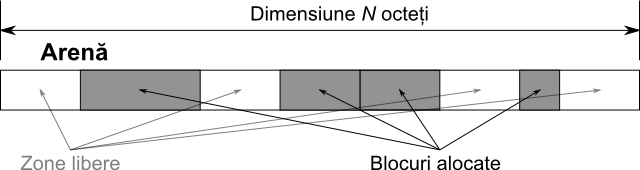 Dimensiune N octeți
Arenă
Zone libere
Blocuri alocate